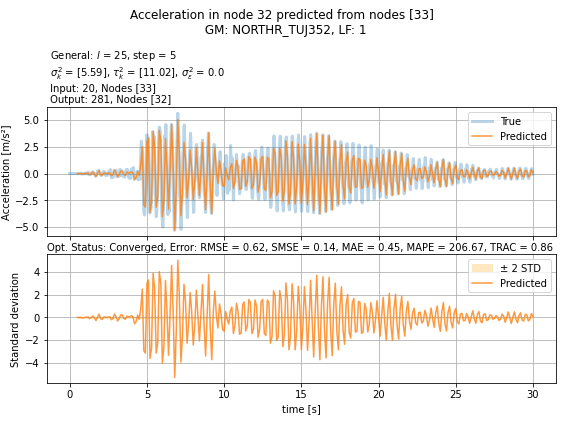 Acceleration in node 32 predicted from nodes [33]
GM: NORTHR_TUJ352, LF: 1
General: l = 25, step = 5
σ²ₖ = [5.59], τ²ₖ = [11.02], σ²ε = 0.0
Input: 20, Nodes [33]
Output: 281, Nodes [32]
Acceleration [m/s²]
5.0
2.5
0.0
−2.5
−5.0
True
Predicted
Opt. Status: Converged, Error: RMSE = 0.62, SMSE = 0.14, MAE = 0.45, MAPE = 206.67, TRAC = 0.86
Standard deviation
4
2
0
−2
−4
± 2 STD
Predicted
0 5 10 15 20 25 30
time [s]